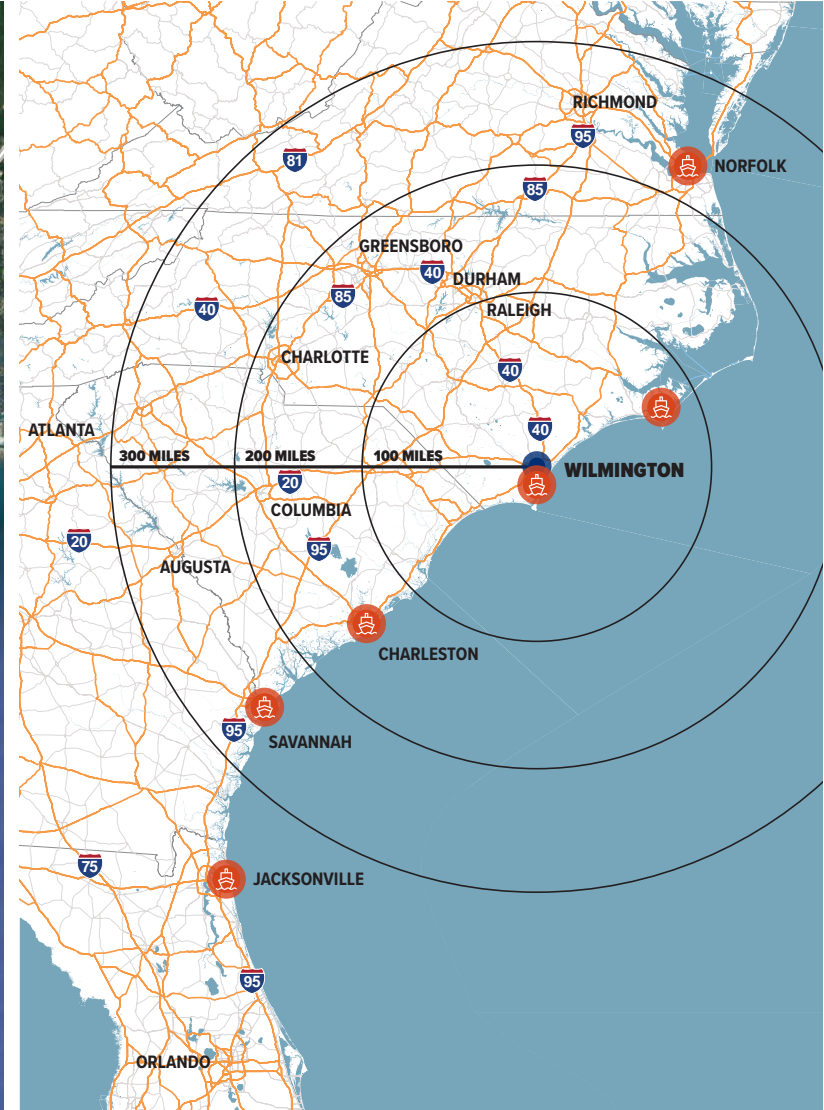 RICHMOND
95
81
NORFOLK
85
GREENSBORO
40
DURHAM
85
40
RALEIGH
CHARLOTTE
40
40
ATLANTA
300 MILES
200 MILES
100 MILES
WILMINGTON
20
COLUMBIA
20
95
AUGUSTA
CHARLESTON
95
SAVANNAH
75
JACKSONVILLE
95
ORLANDO